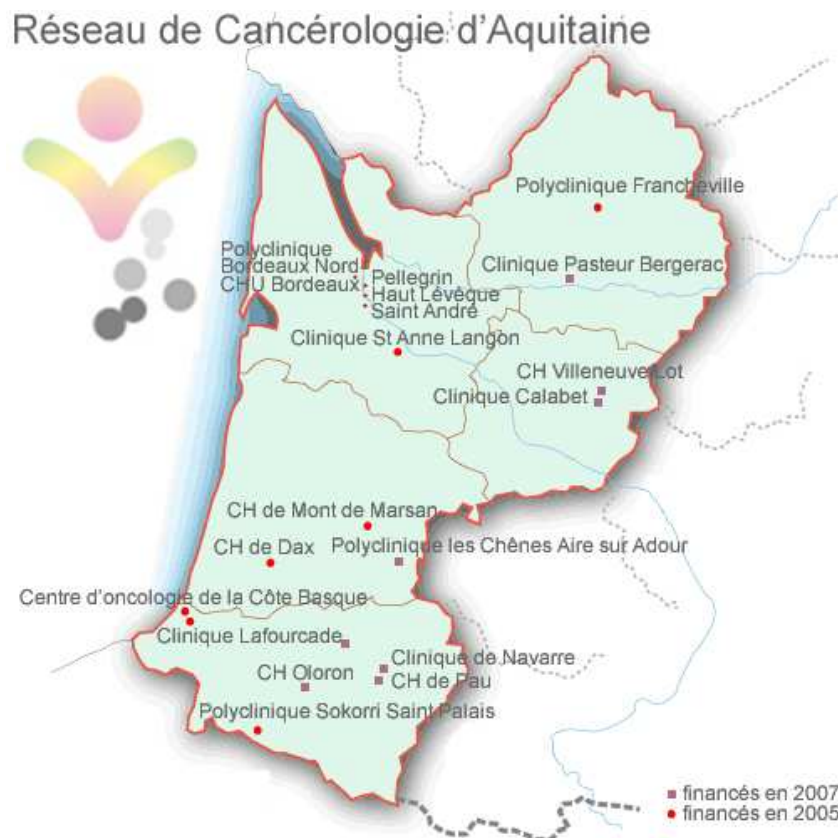 Réseau de Cancérologie d'Aquitaine
Polyclinique Francheville
Polyclinique
Bordeaux Nord
CHU Bordeaux
Pellegrin
Haut Lévèque
Saint André
Clinique Pasteur Bergerac
Clinique St Anne Langon
CH Villeneuve Lot
Clinique Calabet
CH de Mont de Marsan
CH de Dax
Polyclinique les Chênes Aire sur Adour
Centre d'oncologie de la Côte Basque
Clinique Lafourcade
Clinique de Navarre
CH Oloron
CH de Pau
Polyclinique Sokorri Saint Palais
financés en 2007
financés en 2005